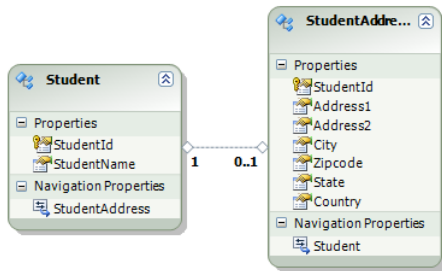 Student
Properties
StudentId
StudentName
Navigation Properties
StudentAddress
1
0..1
StudentAddre...
Properties
StudentId
Address1
Address2
City
Zipcode
State
Country
Navigation Properties
Student